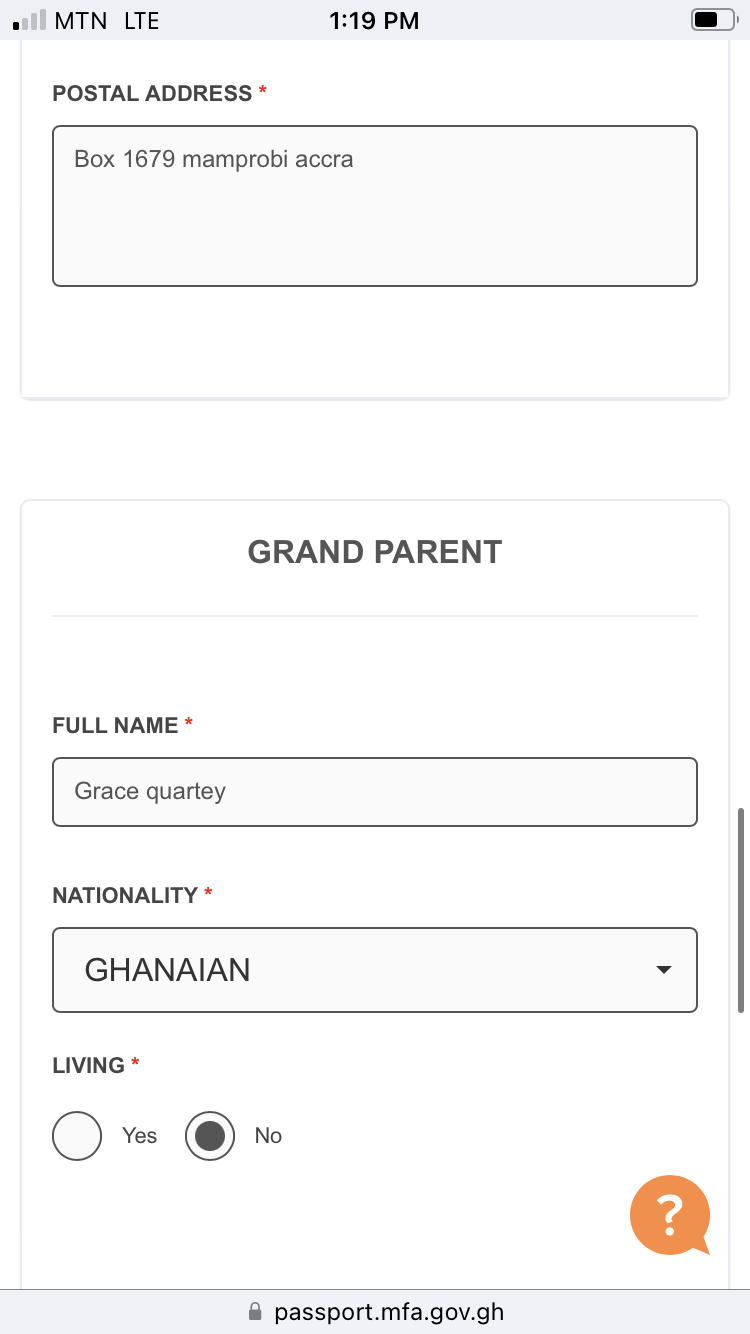 MTN LTE 1:19 PM
POSTAL ADDRESS *
Box 1679 mamprobi accra
GRAND PARENT
FULL NAME *
Grace quartey
NATIONALITY *
GHANAIAN
LIVING *
Yes No
?
passport.mfa.gov.gh